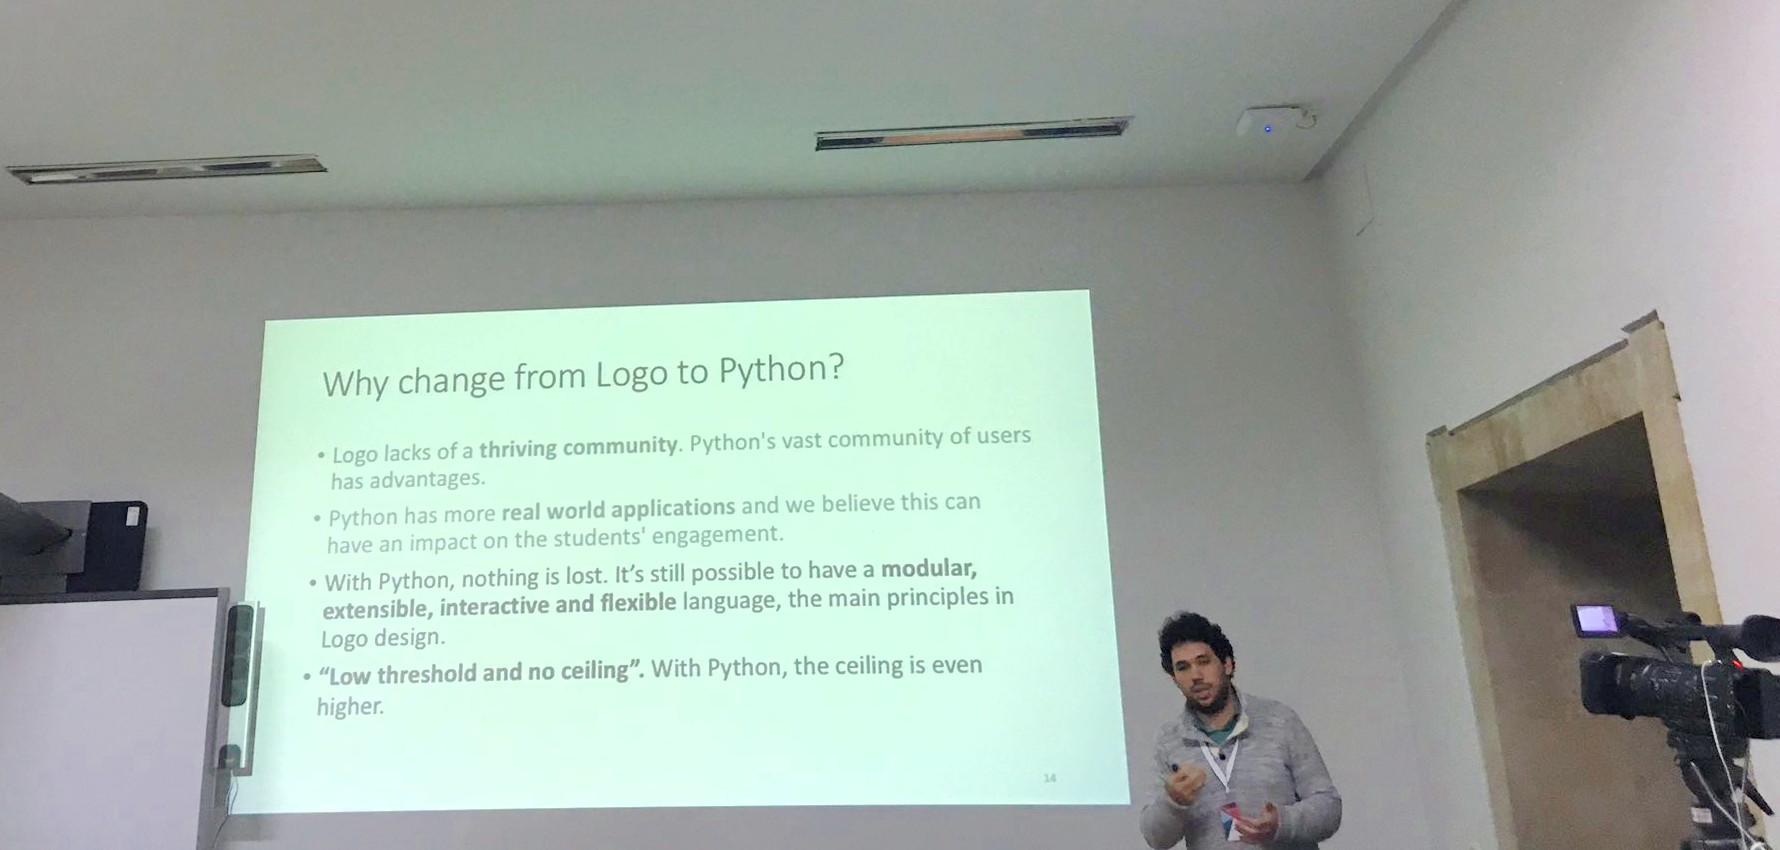 Why change from Logo to Python?
• Logo lacks of a thriving community. Python's vast community of users
has advantages.
• Python has more real world applications and we believe this can
have an impact on the students' engagement.
• With Python, nothing is lost. It’s still possible to have a modular,
extensible, interactive and flexible language, the main principles in
Logo design.
• “Low threshold and no ceiling”. With Python, the ceiling is even
higher.
14